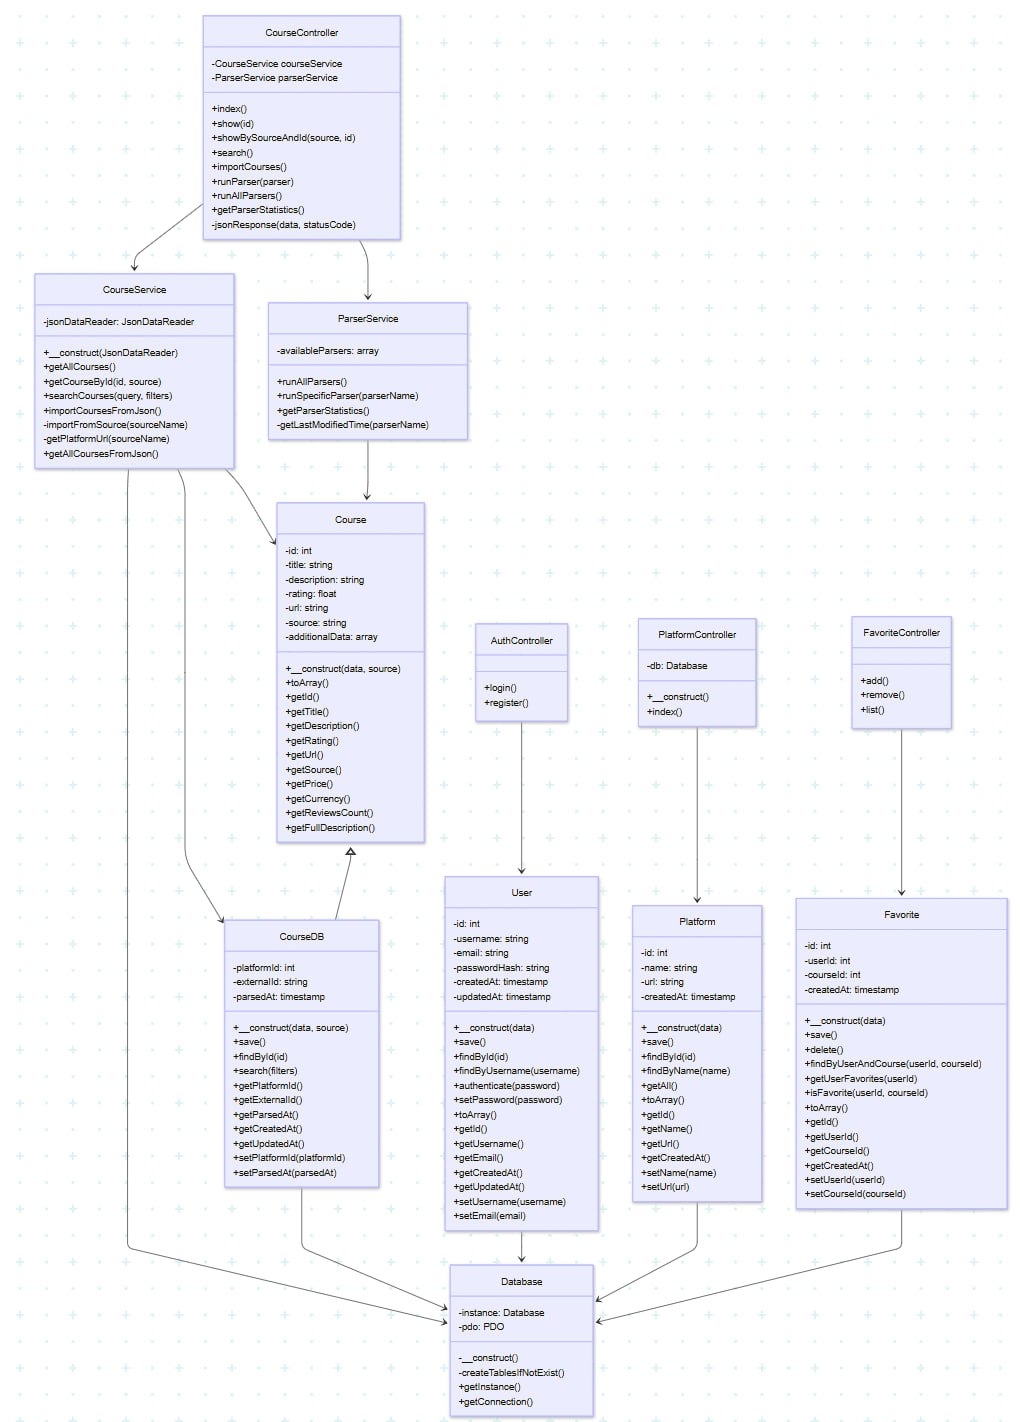 CourseController
-CourseService courseService
-ParserService parserService
+index()
+show(id)
+showBySourceAndId(source, id)
+search()
+importCourses()
+runParser(parser)
+runAllParsers()
+getParserStatistics()
-jsonResponse(data, statusCode)
CourseService
-jsonDataReader: JsonDataReader
+__construct(JsonDataReader)
+getAllCourses()
+getCourseById(id, source)
+searchCourses(query, filters)
+importCoursesFromJson()
-importFromSource(sourceName)
-getPlatformUrl(sourceName)
+getAllCoursesFromJson()
ParserService
-availableParsers: array
+runAllParsers()
+runSpecificParser(parserName)
+getParserStatistics()
-getLastModifiedTime(parserName)
Course
-id: int
-title: string
-description: string
-rating: float
-url: string
-source: string
-additionalData: array
+__construct(data, source)
+toArray()
+getId()
+getTitle()
+getDescription()
+getRating()
+getUrl()
+getSource()
+getPrice()
+getCurrency()
+getReviewsCount()
+getFullDescription()
AuthController
+login()
+register()
PlatformController
-db: Database
+__construct()
+index()
FavoriteController
+add()
+remove()
+list()
CourseDB
-platformId: int
-externalId: string
-parsedAt: timestamp
+__construct(data, source)
+save()
+findById(id)
+search(filters)
+getPlatformId()
+getExternalId()
+getParsedAt()
+getCreatedAt()
+getUpdatedAt()
+setPlatformId(platformId)
+setParsedAt(parsedAt)
User
-id: int
-username: string
-email: string
-passwordHash: string
-createdAt: timestamp
-updatedAt: timestamp
+__construct(data)
+save()
+findById(id)
+findByUsername(username)
+authenticate(password)
+setPassword(password)
+toArray()
+getId()
+getUsername()
+getEmail()
+getCreatedAt()
+getUpdatedAt()
+setUsername(username)
+setEmail(email)
Platform
-id: int
-name: string
-url: string
-createdAt: timestamp
+__construct(data)
+save()
+findById(id)
+findByName(name)
+getAll()
+toArray()
+getId()
+getName()
+getUrl()
+getCreatedAt()
+setName(name)
+setUrl(url)
Favorite
-id: int
-userId: int
-courseId: int
-createdAt: timestamp
+__construct(data)
+save()
+delete()
+findByUserAndCourse(userId, courseId)
+getUserFavorites(userId)
+isFavorite(userId, courseId)
+toArray()
+getId()
+getUserId()
+getCourseId()
+getCreatedAt()
+setUserId(userId)
+setCourseId(courseId)
Database
-instance: Database
-pdo: PDO
-__construct()
-createTablesIfNotExist()
+getInstance()
+getConnection()